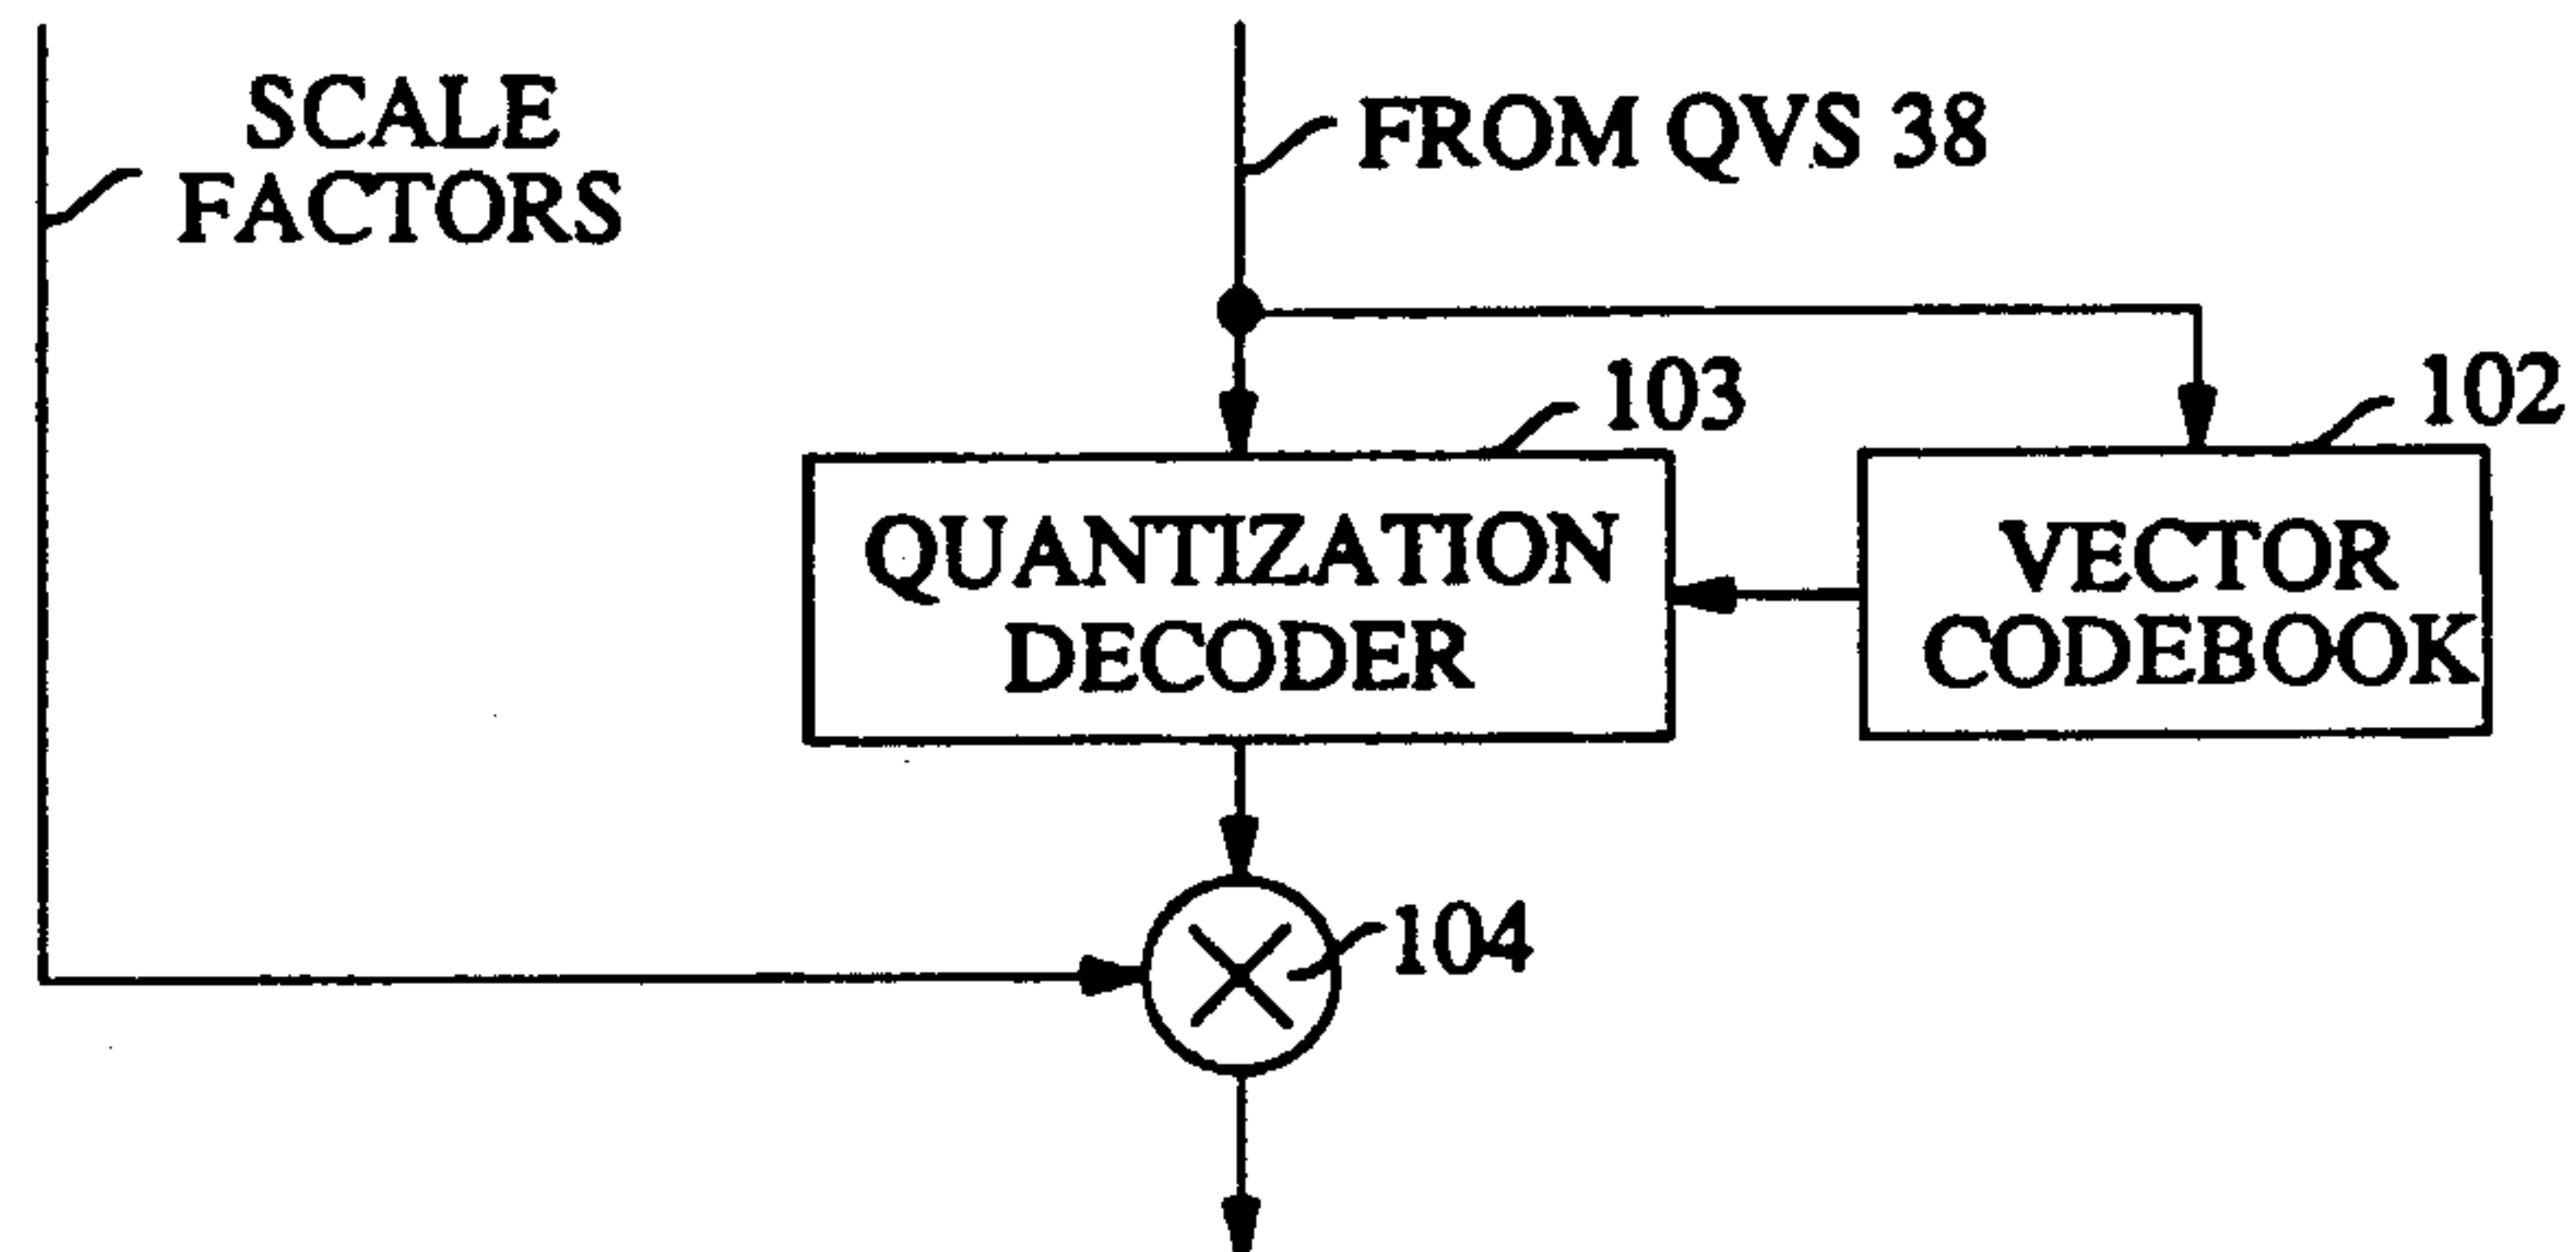 SCALE
FACTORS
FROM QVS 38
103
102
QUANTIZATION
DECODER
VECTOR
CODEBOOK
104